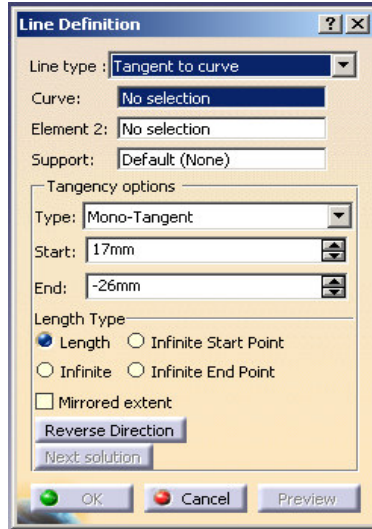 Line Definition
Line type : Tangent to curve
Curve: No selection
Element 2: No selection
Support: Default (None)
Tangency options
Type: Mono-Tangent
Start: 17mm
End: -26mm
Length Type
Length Infinite Start Point
Infinite Infinite End Point
Mirrored extent
Reverse Direction
Next solution
OK Cancel Preview